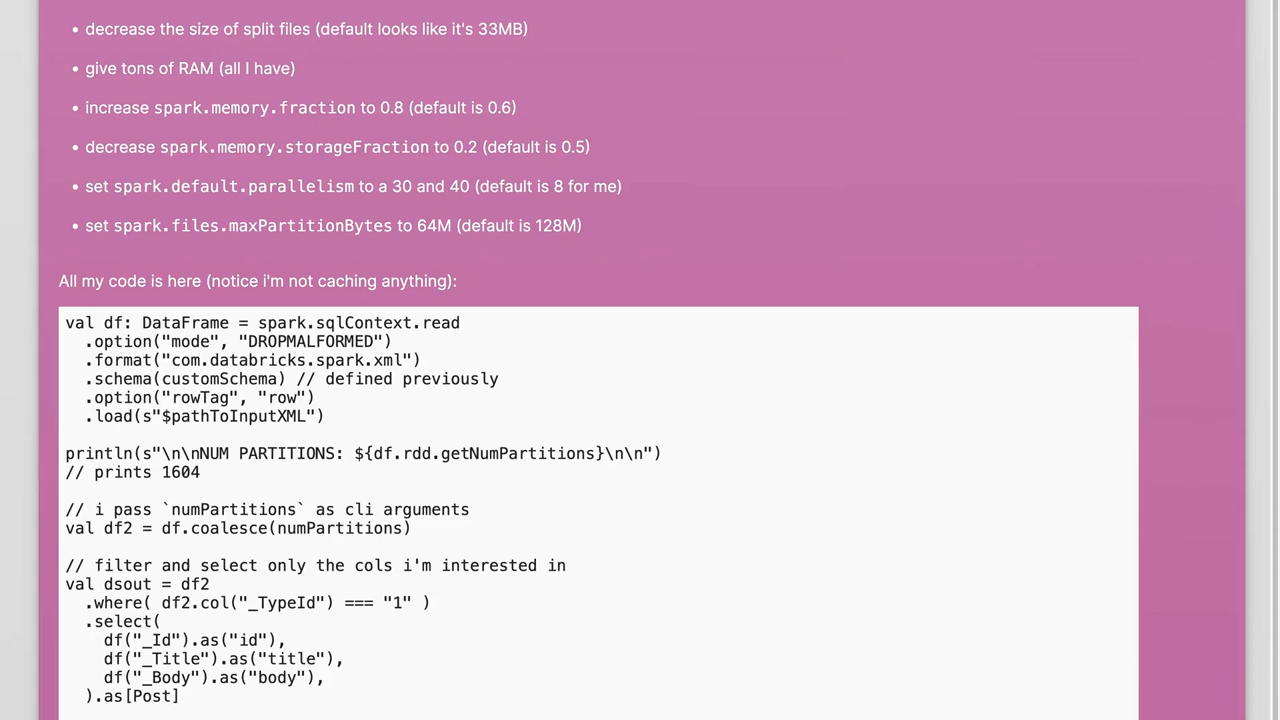 • decrease the size of split files (default looks like it's 33MB)
• give tons of RAM (all I have)
• increase spark.memory.fraction to 0.8 (default is 0.6)
• decrease spark.memory.storageFraction to 0.2 (default is 0.5)
• set spark.default.parallelism to a 30 and 40 (default is 8 for me)
• set spark.files.maxPartitionBytes to 64M (default is 128M)
All my code is here (notice i'm not caching anything):
val df: DataFrame = spark.sqlContext.read
  .option("mode", "DROPMALFORMED")
  .format("com.databricks.spark.xml")
  .schema(customSchema) // defined previously
  .option("rowTag", "row")
  .load(s"$pathToInputXML")
println(s"\n\nNUM PARTITIONS: ${df.rdd.getNumPartitions}\n\n")
// prints 1604
// i pass `numPartitions` as cli arguments
val df2 = df.coalesce(numPartitions)
// filter and select only the cols i'm interested in
val dsout = df2
  .where( df2.col("_TypeId") === "1" )
  .select(
    df("_Id").as("id"),
    df("_Title").as("title"),
    df("_Body").as("body"),
  ).as[Post]